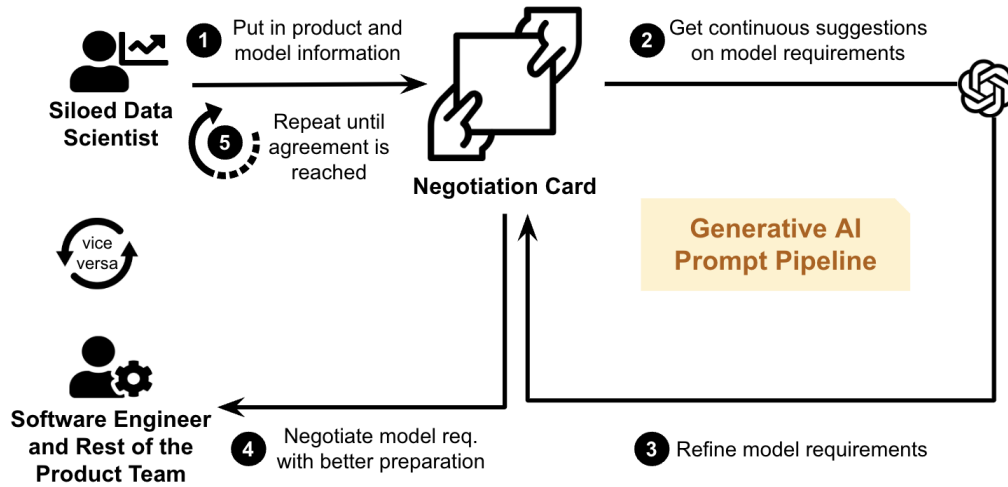 1
Put in product and
model information
2
Get continuous suggestions
on model requirements
Siloed Data
Scientist
5
Repeat until
agreement is
reached
Negotiation Card
Generative AI
Prompt Pipeline
vice
versa
Software Engineer
and Rest of the
Product Team
4
Negotiate model req.
with better preparation
3
Refine model requirements